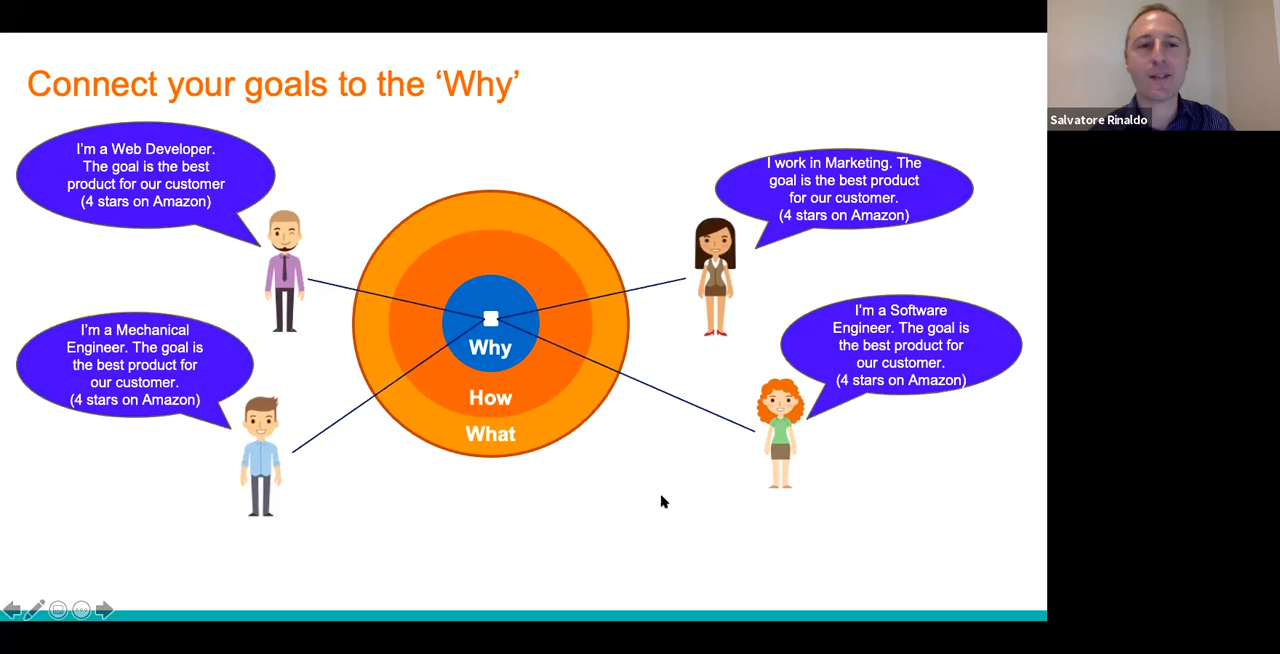 Connect your goals to the ‘Why’
I’m a Web Developer.
The goal is the best
product for our customer
(4 stars on Amazon)
I work in Marketing. The
goal is the best product
for our customer.
(4 stars on Amazon)
I’m a Mechanical
Engineer. The goal is
the best product for
our customer.
(4 stars on Amazon)
I’m a Software
Engineer. The goal is
the best product for
our customer.
(4 stars on Amazon)
Why
How
What
Salvatore Rinaldo